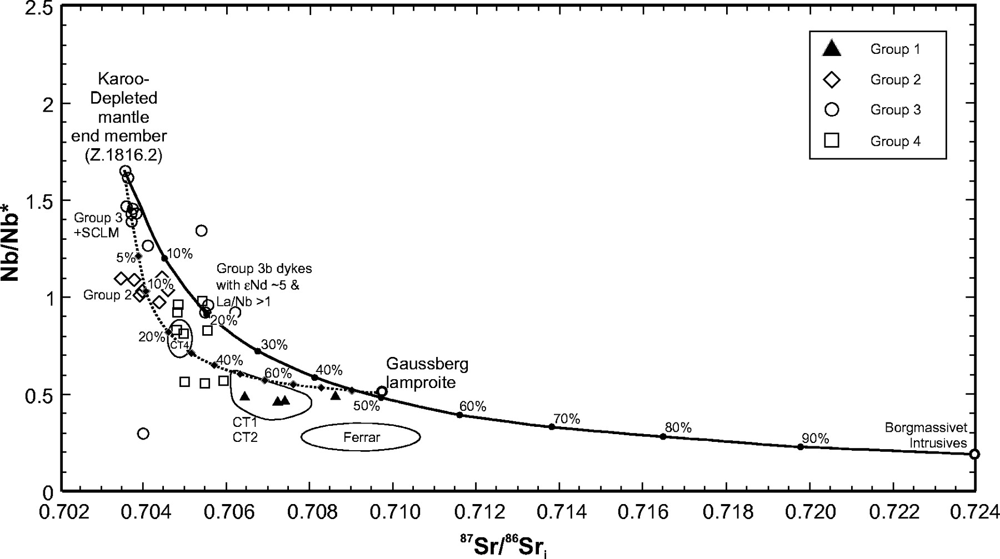 2.5
2
1.5
1
0.5
0
Nb/Nb*
Group 1
Group 2
Group 3
Group 4
Karoo-
Depleted
mantle
end member
(Z.1816.2)
Group 3
+SCLM
5%
10%
10%
Group 2
Group 3b dykes
with εNd ~5 &
La/Nb >1
20%
20%
CT4
30%
40%
60%
40%
Gaussberg
lamproite
50%
60%
70%
80%
90%
CT1
CT2
Ferrar
Borgmassivet
Intrusives
0.702 0.704 0.706 0.708 0.710 0.712 0.714 0.716 0.718 0.720 0.722 0.724
⁸⁷Sr/⁸⁶Srᵢ